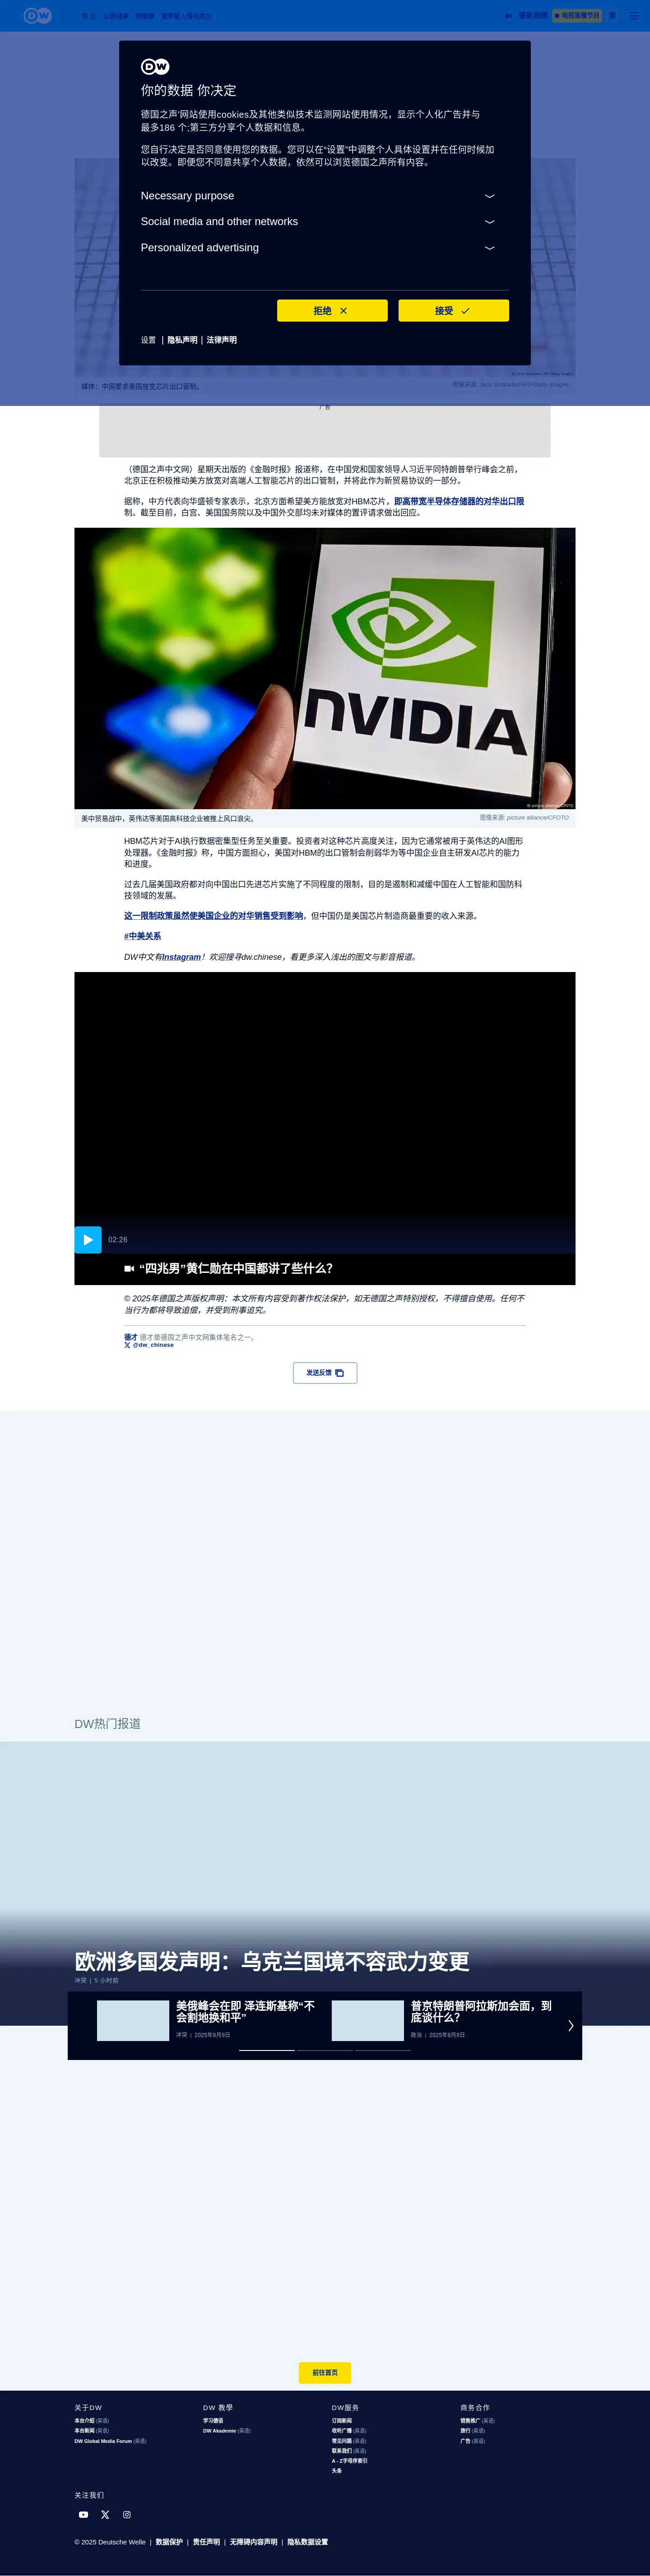 DW
最新视频
电视直播节目
DW
你的数据 你决定
德国之声'网站使用cookies及其他类似技术监测网站使用情况，显示个人化广告并与
最多186 个;第三方分享个人数据和信息。
您自行决定是否同意使用您的数据。您可以在“设置”中调整个人具体设置并在任何时候加
以改变。即便您不同意共享个人数据，依然可以浏览德国之声所有内容。
Necessary purpose
Social media and other networks
Personalized advertising
拒绝
接受
设置 | 隐私声明 | 法律声明
媒体：中国要求美国放宽芯片出口管制。
广告
（德国之声中文网）星期天出版的《金融时报》报道称，在中国党和国家领导人习近平同特朗普举行峰会之前，
北京正在积极推动美方放宽对高端人工智能芯片的出口管制，并将此作为新贸易协议的一部分。
据称，中方代表向华盛顿专家表示，北京方面希望美方能放宽对HBM芯片，即高带宽半导体存储器的对华出口限
制。截至目前，白宫、美国国务院以及中国外交部均未对媒体的置评请求做出回应。
NVIDIA
© picture alliance/CFOTO
美中贸易战中，英伟达等美国高科技企业被推上风口浪尖。
图像来源: picture alliance/CFOTO
HBM芯片对于AI执行数据密集型任务至关重要。投资者对这种芯片高度关注，因为它通常被用于英伟达的AI图形
处理器。《金融时报》称，中国方面担心，美国对HBM的出口管制会削弱华为等中国企业自主研发AI芯片的能力
和进度。
过去几届美国政府都对向中国出口先进芯片实施了不同程度的限制，目的是遏制和减缓中国在人工智能和国防科
技领域的发展。
这一限制政策虽然使美国企业的对华销售受到影响，但中国仍是美国芯片制造商最重要的收入来源。
#中美关系
DW中文有Instagram！欢迎搜寻dw.chinese，看更多深入浅出的图文与影音报道。
02:26
“四兆男”黄仁勋在中国都讲了些什么？
© 2025年德国之声版权声明：本文所有内容受到著作权法保护，如无德国之声特别授权，不得擅自使用。任何不
当行为都将导致追偿，并受到刑事追究。
德才 德才是德国之声中文网集体笔名之一。
@dw_chinese
发送反馈
DW热门报道
欧洲多国发声明：乌克兰国境不容武力变更
冲突 | 5 小时前
美俄峰会在即 泽连斯基称“不
会割地换和平”
冲突 | 2025年8月9日
普京特朗普阿拉斯加会面，到
底谈什么？
政治 | 2025年8月9日
前往首页
关于DW
本台介绍 (英语)
本台新闻 (英语)
DW Global Media Forum (英语)
DW 教學
学习德语
DW Akademie (英语)
DW服务
订阅新闻
收听广播 (英语)
常见问题 (英语)
联系我们 (英语)
A - Z字母序索引
头条
商务合作
销售推广 (英语)
旅行 (英语)
广告 (英语)
关注我们
© 2025 Deutsche Welle | 数据保护 | 责任声明 | 无障碍内容声明 | 隐私数据设置